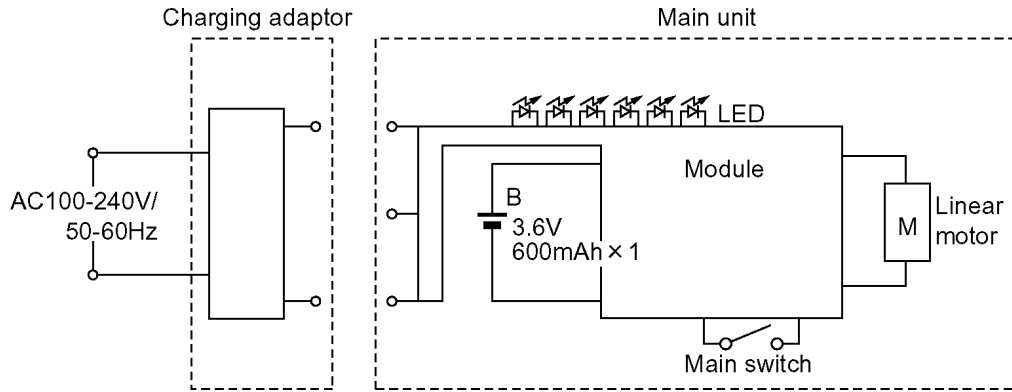 Charging adaptor
Main unit
LED
Module
AC100-240V/
50-60Hz
B
3.6V
600mAh × 1
M
Linear
motor
Main switch